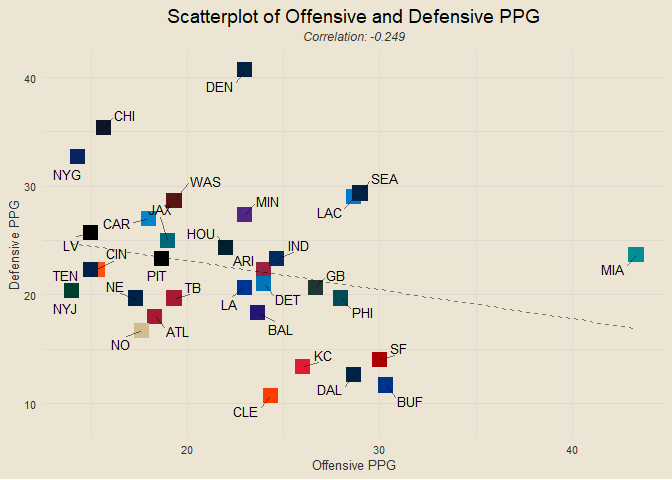 Scatterplot of Offensive and Defensive PPG
Correlation: -0.249
40
DEN
CHI
30
NYG
WAS
SEA
JAX
MIN
LAC
CAR
HOU
LV
CIN
IND
ARI
MIA
TEN
PIT
GB
NE
TB
20
LA
DET
NYJ
PHI
ATL
BAL
NO
KC
SF
DAL
BUF
10
CLE
20
30
40
Defensive PPG
Offensive PPG